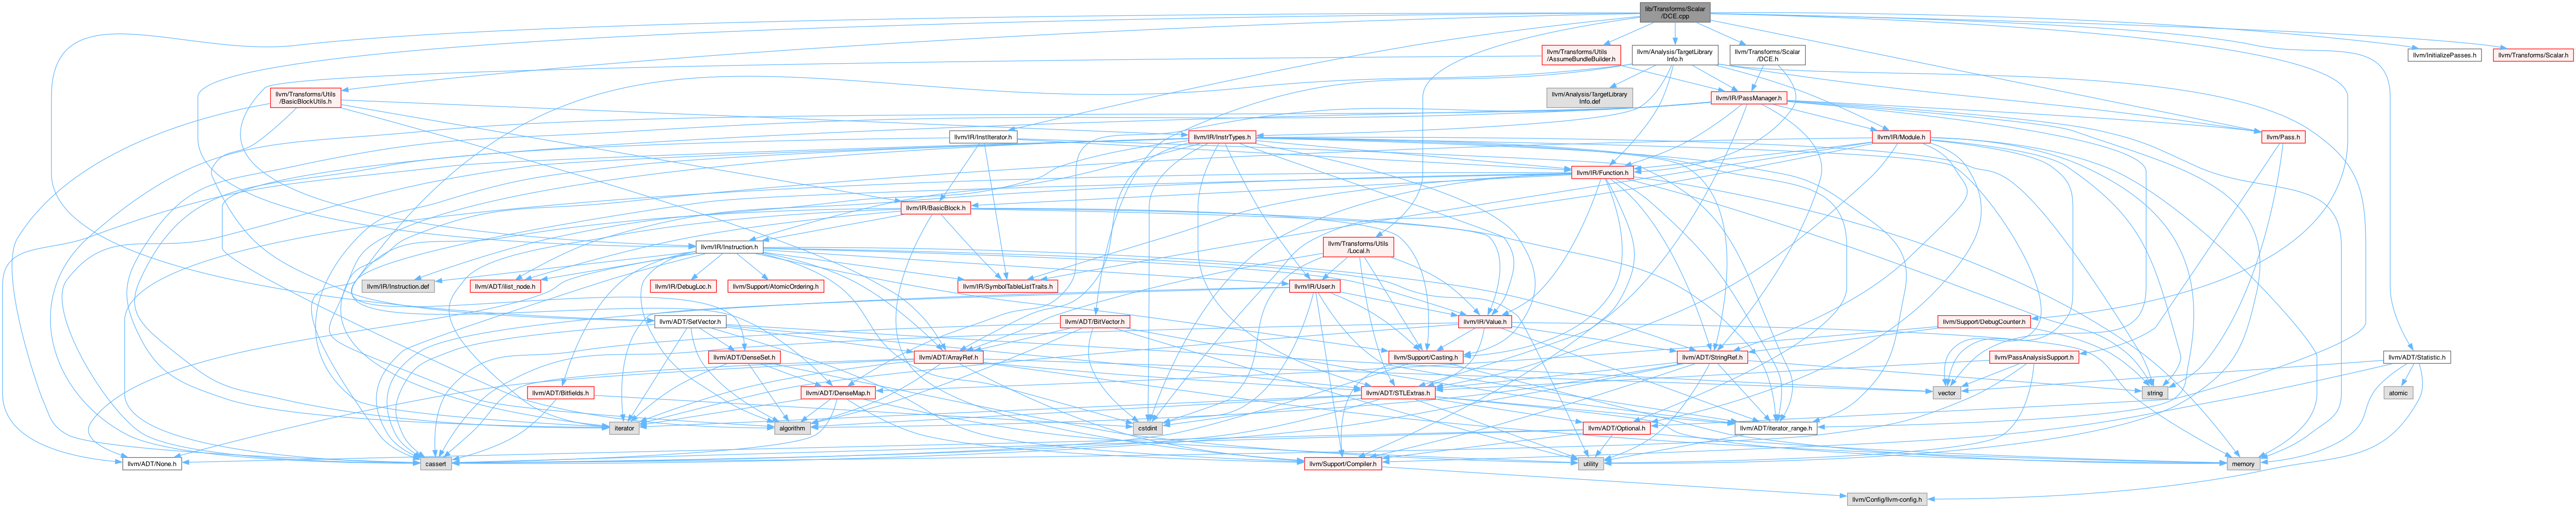 lib/Transforms/Scalar
/DCE.cpp
llvm/Transforms/Utils
/AssumeBundleBuilder.h
llvm/Analysis/TargetLibrary
Info.h
llvm/Transforms/Scalar
/DCE.h
llvm/InitializePasses.h
llvm/Transforms/Scalar.h
llvm/Transforms/Utils
/BasicBlockUtils.h
llvm/Analysis/TargetLibrary
Info.def
llvm/IR/PassManager.h
llvm/IR/InstIterator.h
llvm/IR/InstrTypes.h
llvm/IR/Module.h
llvm/Pass.h
llvm/IR/Function.h
llvm/IR/BasicBlock.h
llvm/IR/Instruction.h
llvm/Transforms/Utils
/Local.h
llvm/IR/Instruction.def
llvm/ADT/ilist_node.h
llvm/IR/DebugLoc.h
llvm/Support/AtomicOrdering.h
llvm/IR/SymbolTableListTraits.h
llvm/IR/User.h
llvm/ADT/SetVector.h
llvm/ADT/BitVector.h
llvm/IR/Value.h
llvm/Support/DebugCounter.h
llvm/ADT/DenseSet.h
llvm/ADT/ArrayRef.h
llvm/Support/Casting.h
llvm/ADT/StringRef.h
llvm/PassAnalysisSupport.h
llvm/ADT/Statistic.h
llvm/ADT/Bitfields.h
llvm/ADT/DenseMap.h
llvm/ADT/STLExtras.h
vector
string
atomic
iterator
algorithm
cstdint
llvm/ADT/Optional.h
llvm/ADT/iterator_range.h
llvm/ADT/None.h
cassert
llvm/Support/Compiler.h
utility
memory
llvm/Config/llvm-config.h